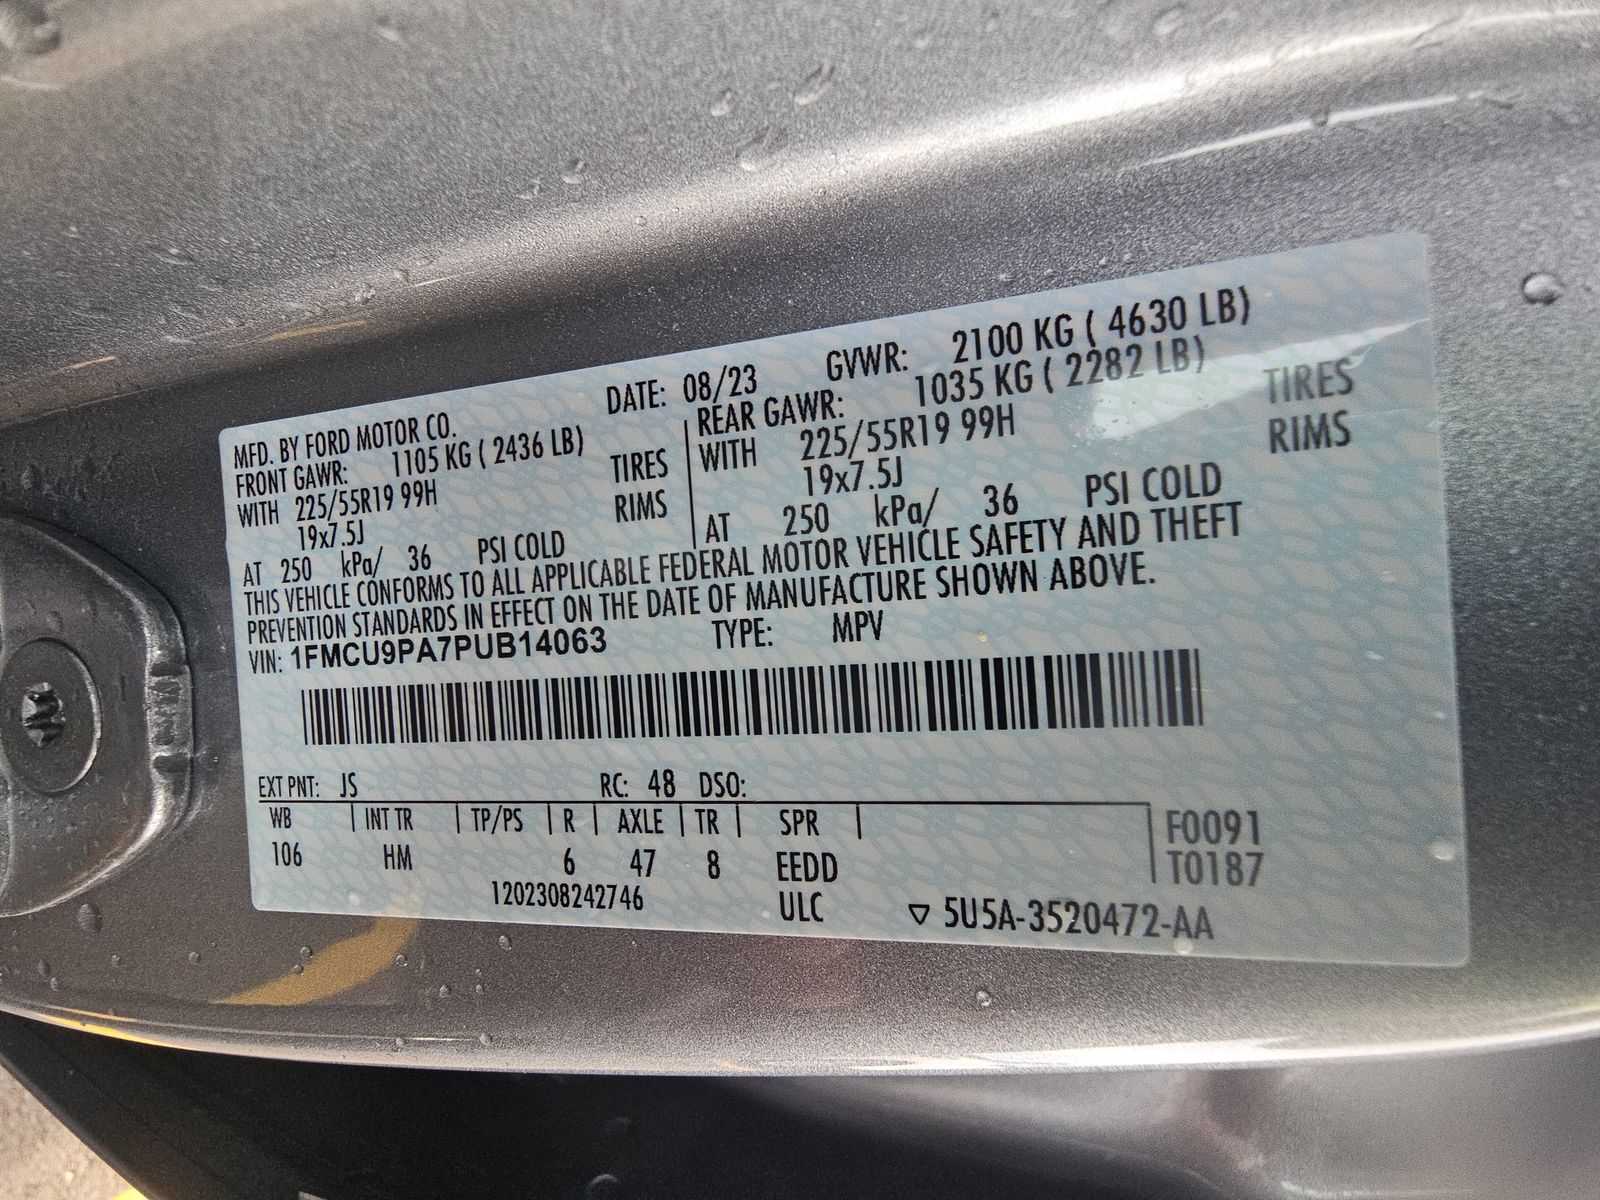 MFD. BY FORD MOTOR CO. DATE: 08/23 GVWR: 2100 KG ( 4630 LB)
FRONT GAWR: 1105 KG ( 2436 LB) REAR GAWR: 1035 KG ( 2282 LB)
WITH 225/55R19 99H TIRES WITH 225/55R19 99H TIRES
19x7.5J RIMS 19x7.5J RIMS
AT 250 kPa/ 36 PSI COLD AT 250 kPa/ 36 PSI COLD
THIS VEHICLE CONFORMS TO ALL APPLICABLE FEDERAL MOTOR VEHICLE SAFETY AND THEFT
PREVENTION STANDARDS IN EFFECT ON THE DATE OF MANUFACTURE SHOWN ABOVE.
VIN: 1FMCU9PA7PUB14063 TYPE: MPV
EXT PNT: JS RC: 48 DSO:
WB | INT TR | TP/PS | R | AXLE | TR | SPR | F0091
106 HM 6 47 8 EEDD T0187
1202308242746 ULC ▽ 5U5A-3520472-AA